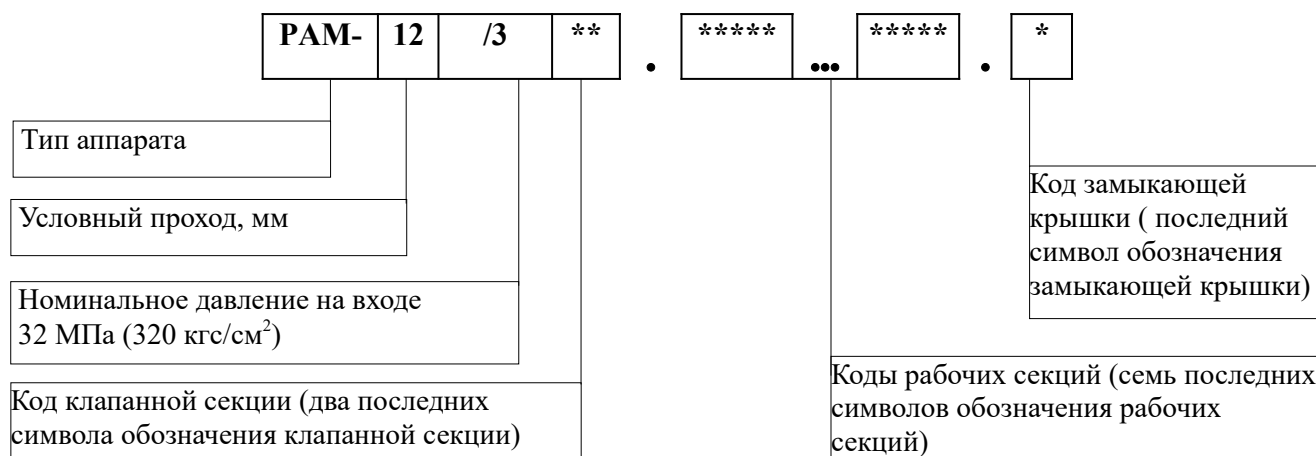 РАМ- 12 /3 ** . ***** ... ***** . *
Тип аппарата
Условный проход, мм
Номинальное давление на входе
32 МПа (320 кгс/см²)
Код клапанной секции (два последних
символа обозначения клапанной секции)
Код замыкающей
крышки ( последний
символ обозначения
замыкающей крышки)
Коды рабочих секций (семь последних
символов обозначения рабочих
секций)